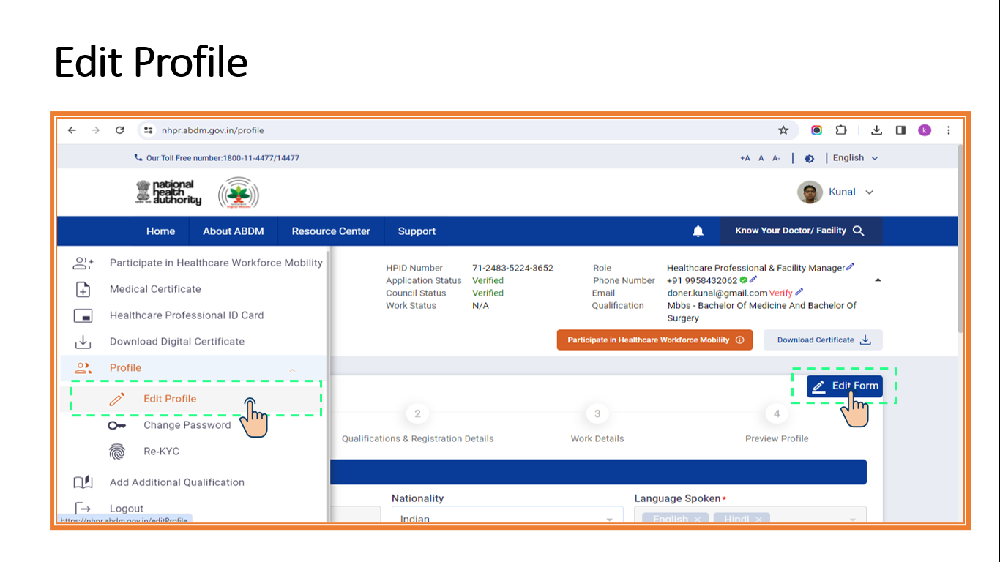 Edit Profile
nhpr.abdm.gov.in/profile
k
Our Toll Free number:1800-11-4477/14477
+A A A- | | English
national
health
authority
Kunal
Home About ABDM Resource Center Support Know Your Doctor/ Facility
Participate in Healthcare Workforce Mobility
Medical Certificate
Healthcare Professional ID Card
Download Digital Certificate
Profile
Edit Profile
Change Password
Re-KYC
Add Additional Qualification
Logout
https://nhpr.abdm.gov.in/editProfile
HPID Number 71-2483-5224-3652
Application Status Verified
Council Status Verified
Work Status N/A
Role Healthcare Professional & Facility Manager
Phone Number +91 9958432062
Email doner.kunal@gmail.com Verify
Qualification Mbbs - Bachelor Of Medicine And Bachelor Of
Surgery
Participate in Healthcare Workforce Mobility Download Certificate
Edit Form
2 3 4
Qualifications & Registration Details Work Details Preview Profile
Nationality Language Spoken*
Indian English × Hindi ×